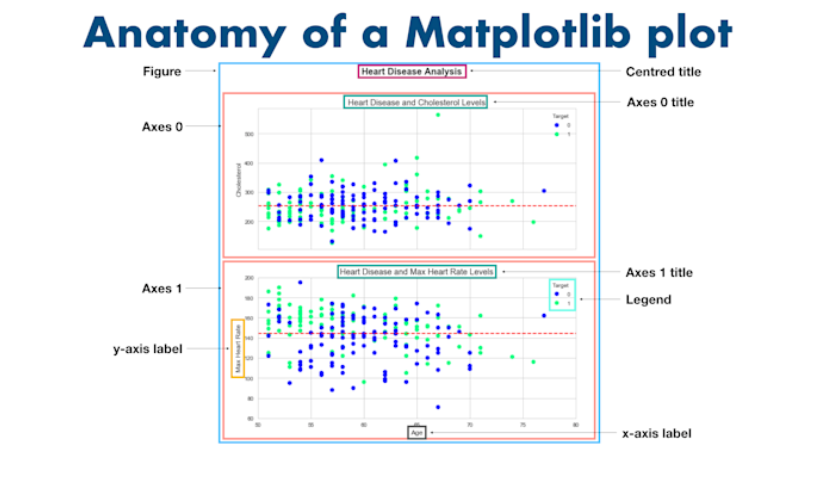 Anatomy of a Matplotlib plot
Figure
Heart Disease Analysis
Centred title
Heart Disease and Cholesterol Levels
Axes 0 title
Axes 0
Target
0
1
500
400
300
200
Cholesterol
Heart Disease and Max Heart Rate Levels
Axes 1 title
Axes 1
Target
0
1
Legend
200
180
160
140
120
100
80
60
Max Heart Rate
y-axis label
50
55
60
65
70
75
80
Age
x-axis label